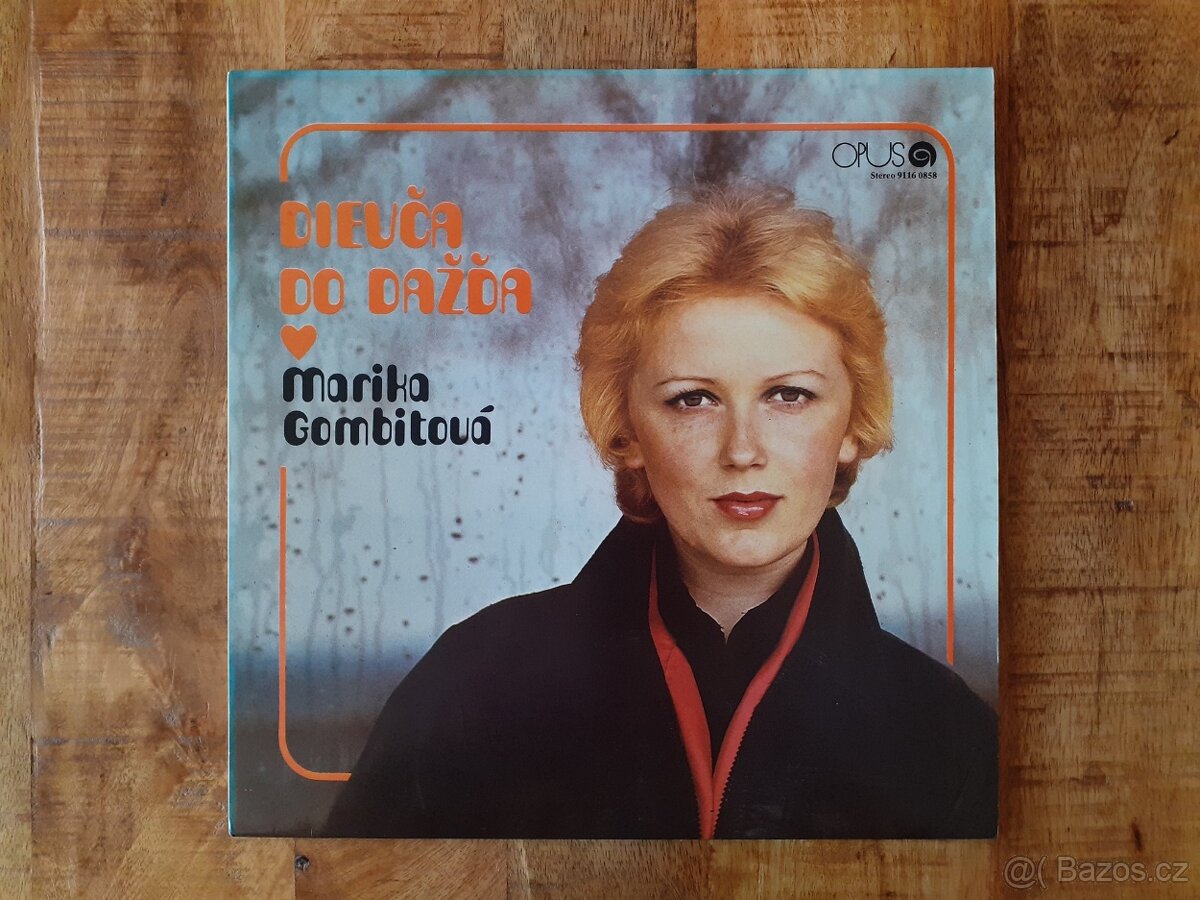 OPUS
Stereo 9116 0858
DIEVČA
DO DAŽĎA
Marika
Gombitová
@( Bazos.cz